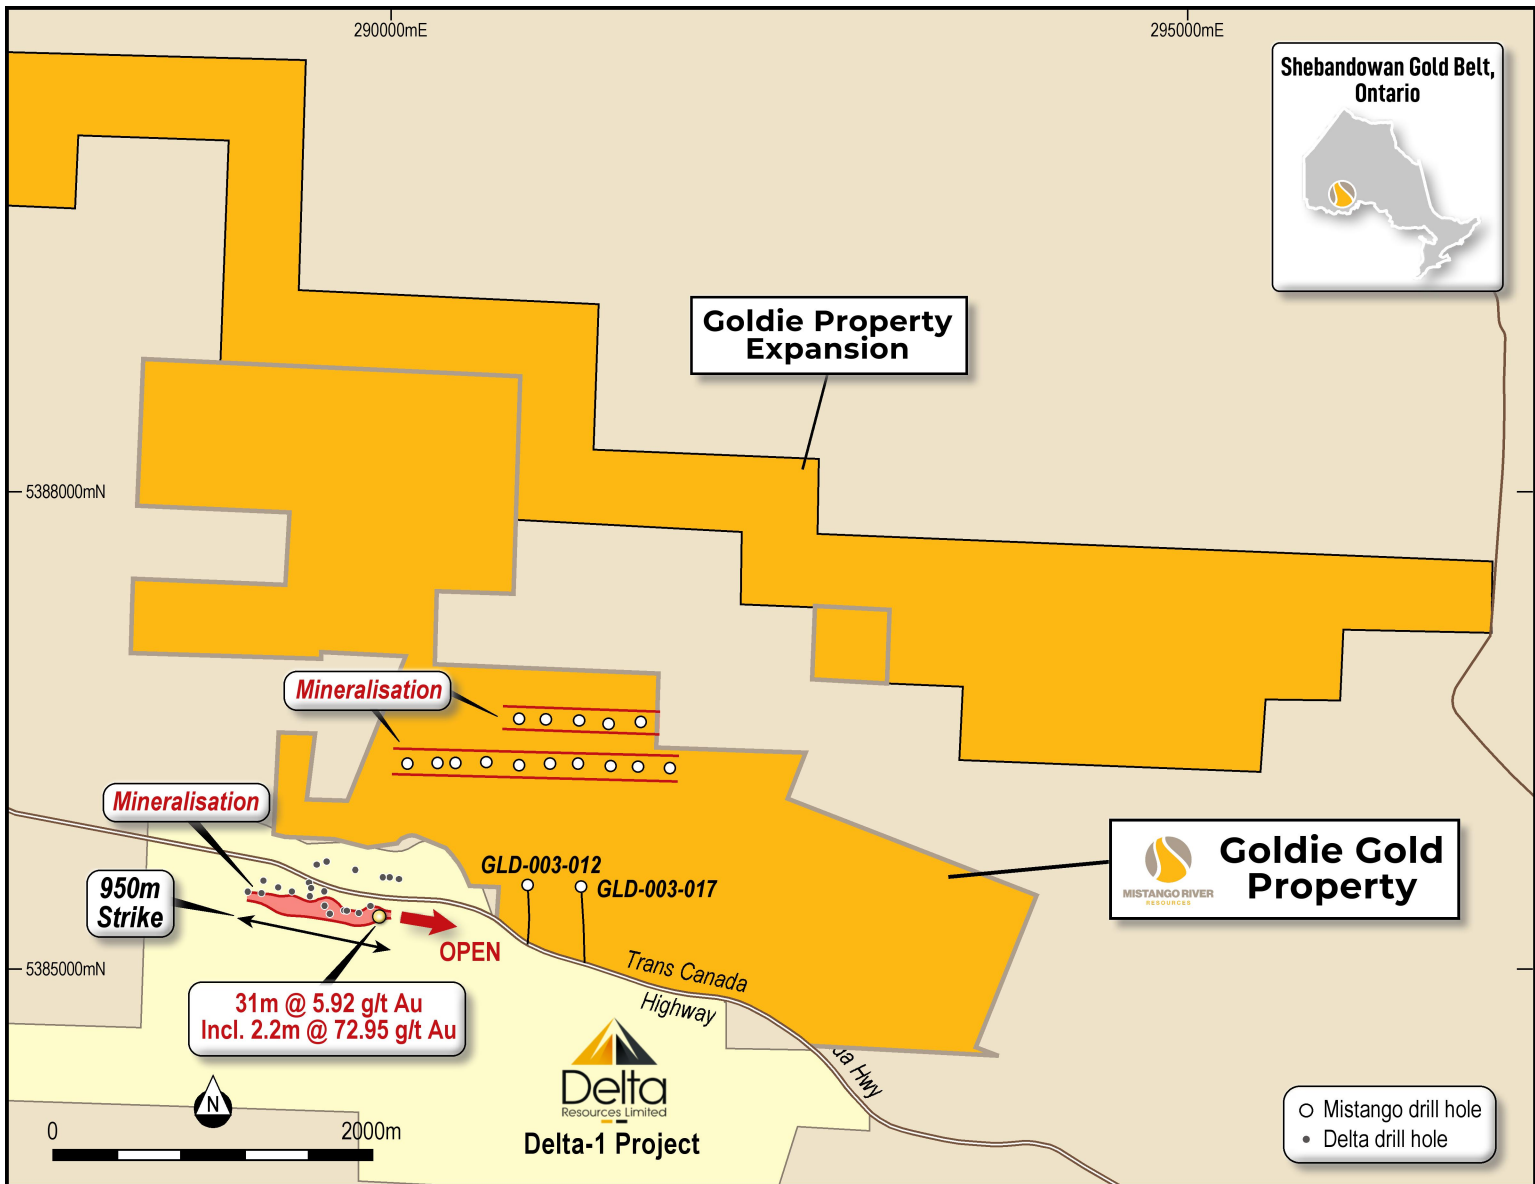 290000mE
295000mE
Shebandowan Gold Belt,
Ontario
Goldie Property
Expansion
5388000mN
Mineralisation
Mineralisation
950m
Strike
GLD-003-012
GLD-003-017
OPEN
MISTANGO RIVER
RESOURCES
Goldie Gold
Property
5385000mN
Trans Canada
Highway
31m @ 5.92 g/t Au
Incl. 2.2m @ 72.95 g/t Au
Hwy
Delta
Resources Limited
Delta-1 Project
N
0
2000m
Mistango drill hole
Delta drill hole